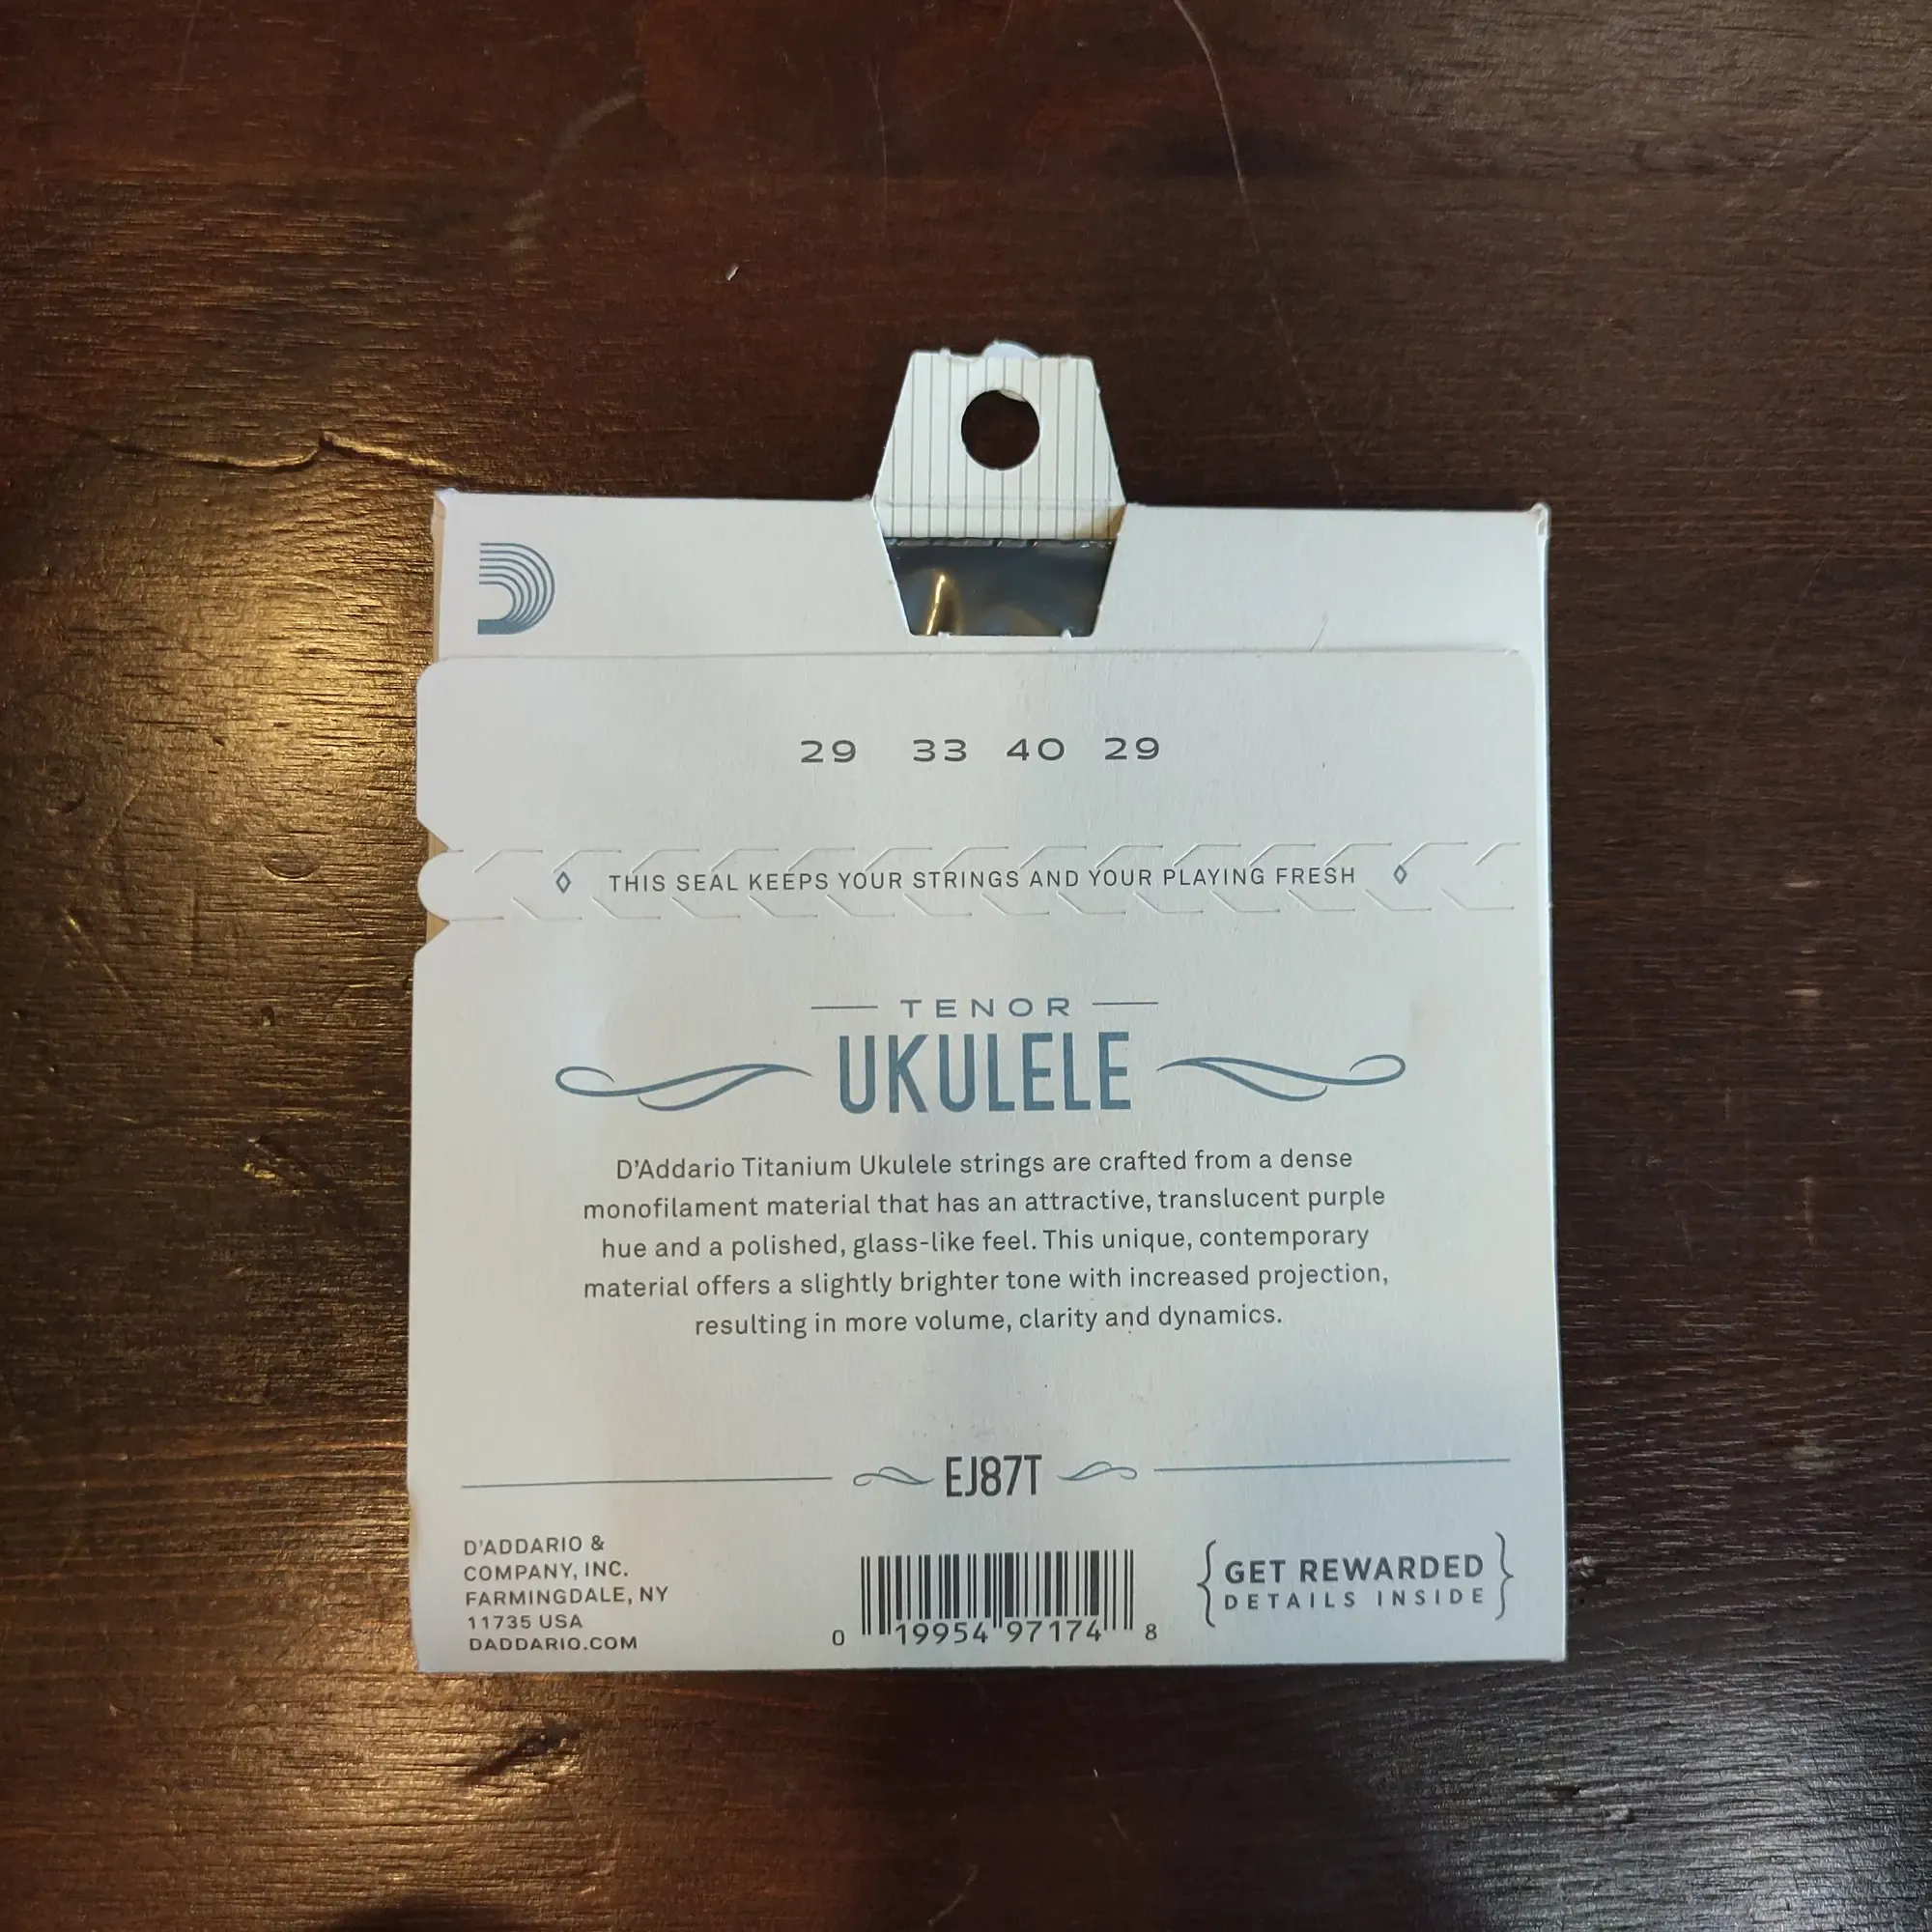 29 33 40 29
THIS SEAL KEEPS YOUR STRINGS AND YOUR PLAYING FRESH
TENOR
UKULELE
D'Addario Titanium Ukulele strings are crafted from a dense
monofilament material that has an attractive, translucent purple
hue and a polished, glass-like feel. This unique, contemporary
material offers a slightly brighter tone with increased projection,
resulting in more volume, clarity and dynamics.
EJ87T
D'ADDARIO &
COMPANY, INC.
FARMINGDALE, NY
11735 USA
DADDARIO.COM
0 19954 97174 8
{GET REWARDED
DETAILS INSIDE}